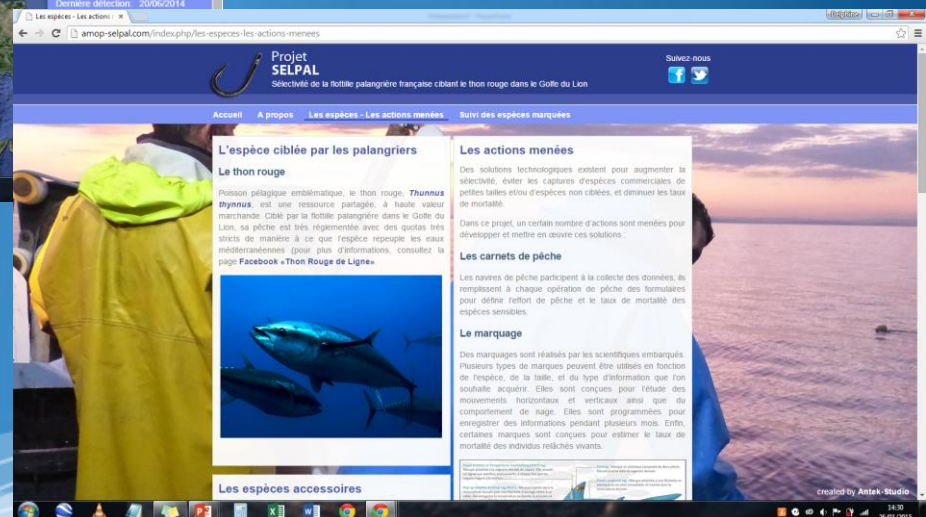 Dernière détection: 20/06/2014
Les espèces - Les actions
Delphine
amop-selpal.com/index.php/les-especes-les-actions-menees
Projet
SELPAL
Sélectivité de la flottille palangrière française ciblant le thon rouge dans le Golfe du Lion
Suivez-nous
Accueil A propos Les espèces - Les actions menées Suivi des espèces marquées
L'espèce ciblée par les palangriers
Le thon rouge
Poisson pélagique emblématique, le thon rouge, Thunnus
thynnus, est une ressource partagée, à haute valeur
marchande. Ciblé par la flottille palangrière dans le Golfe du
Lion, sa pêche est très réglementée avec des quotas très
stricts de manière à ce que l'espèce repeuple les eaux
méditerranéennes (pour plus d'informations, consultez la
page Facebook «Thon Rouge de Ligne»
Les espèces accessoires
Les actions menées
Des solutions technologiques existent pour augmenter la
sélectivité, éviter les captures d'espèces commerciales de
petites tailles et/ou d'espèces non ciblées, et diminuer les taux
de mortalité.
Dans ce projet, un certain nombre d'actions sont menées pour
développer et mettre en œuvre ces solutions :
Les carnets de pêche
Les navires de pêche participent à la collecte des données, ils
remplissent à chaque opération de pêche des formulaires
pour définir l'effort de pêche et le taux de mortalité des
espèces sensibles.
Le marquage
Des marquages sont réalisés par les scientifiques embarqués.
Plusieurs types de marques peuvent être utilisés en fonction
de l'espèce, de la taille, et du type d'information que l'on
souhaite acquérir. Elles sont conçues pour l'étude des
mouvements horizontaux et verticaux ainsi que du
comportement de nage. Elles sont programmées pour
enregistrer des informations pendant plusieurs mois. Enfin,
certaines marques sont conçues pour estimer le taux de
mortalité des individus relâchés vivants.
created by Antek-Studio
14:30
26/01/2015